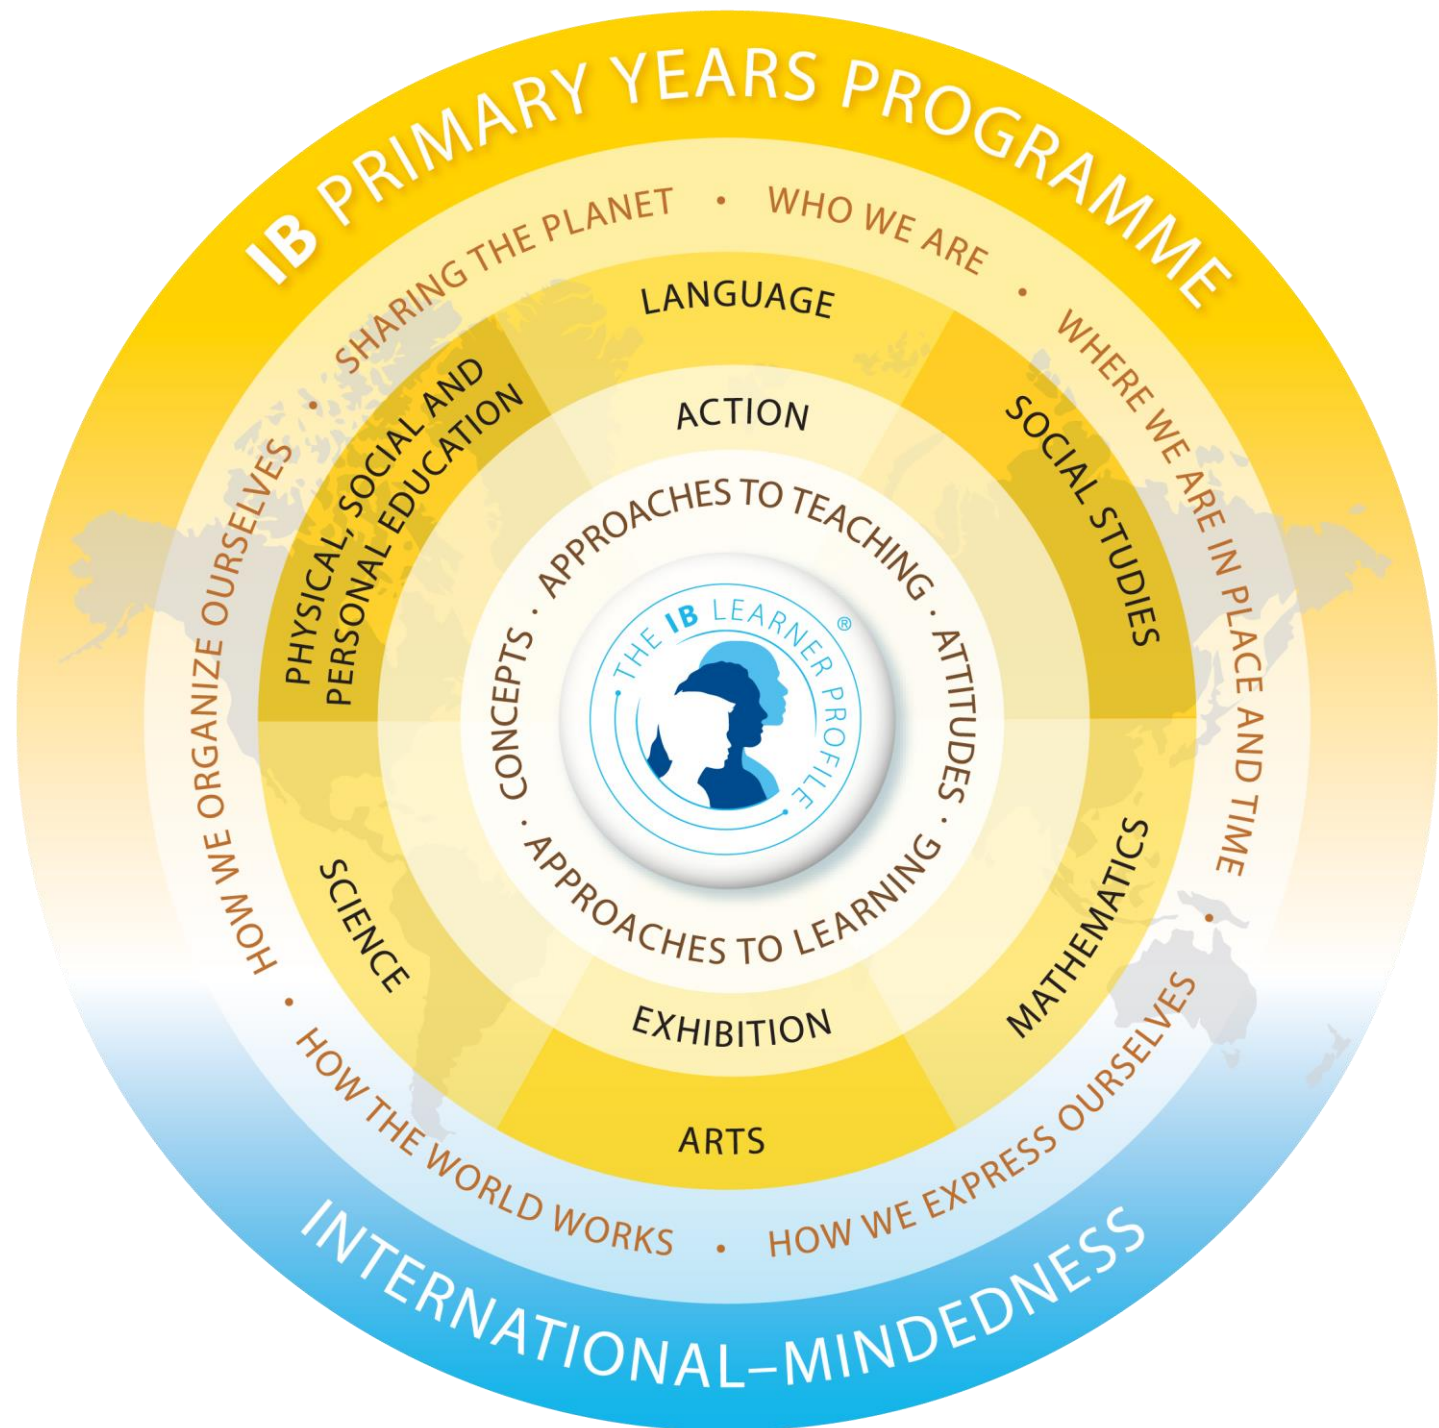 IB PRIMARY YEARS PROGRAMME
SHARING THE PLANET • WHO WE ARE • WHERE WE ARE IN PLACE AND TIME • HOW WE EXPRESS OURSELVES • HOW THE WORLD WORKS • HOW WE ORGANIZE OURSELVES •
LANGUAGE
SOCIAL STUDIES
MATHEMATICS
ARTS
SCIENCE
PHYSICAL, SOCIAL AND
PERSONAL EDUCATION
ACTION
EXHIBITION
APPROACHES TO TEACHING · ATTITUDES · APPROACHES TO LEARNING · CONCEPTS ·
THE IB LEARNER PROFILE ®
INTERNATIONAL–MINDEDNESS